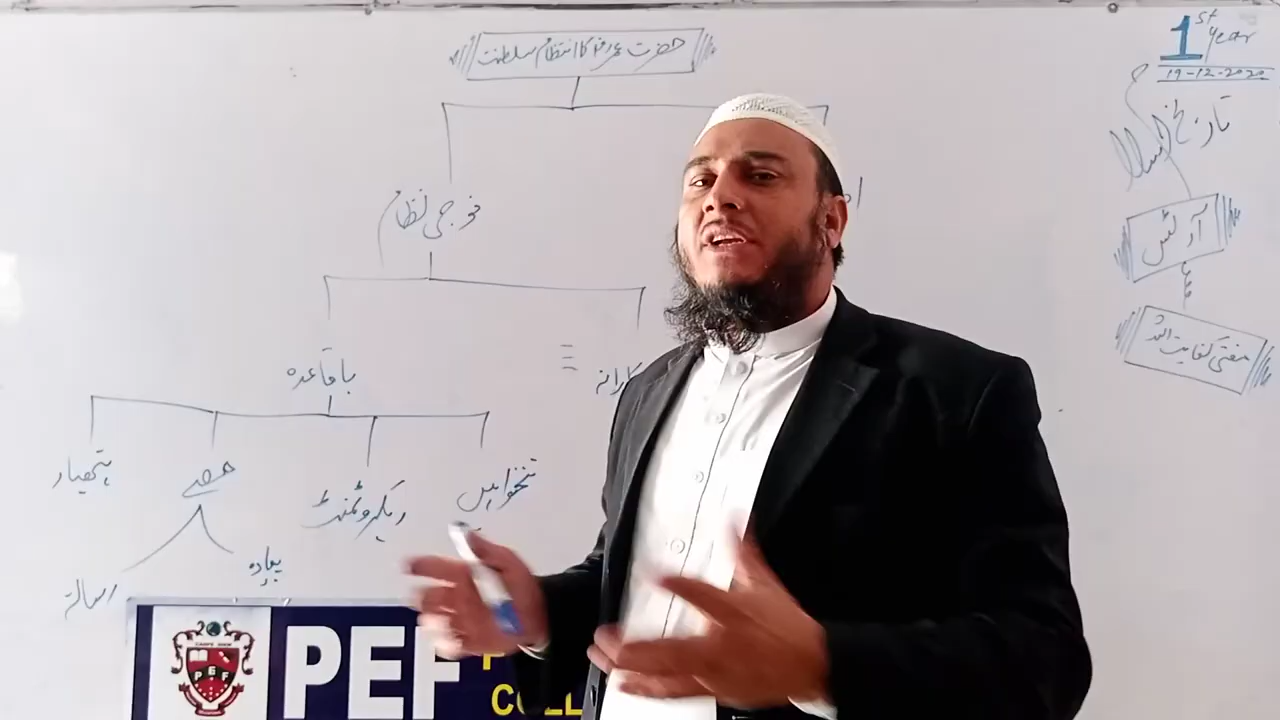 حضرت عمرؓ کا انتظام سلطنت
1st Year
19-12-2020
تاریخ اسلام
آرٹس
مفتی کفایت اللہ
فوجی نظام
باقاعدہ
ہتھیار
حصے
ریکروٹمنٹ
تنخواہیں
رسالہ
پیادہ
PEF
COLL